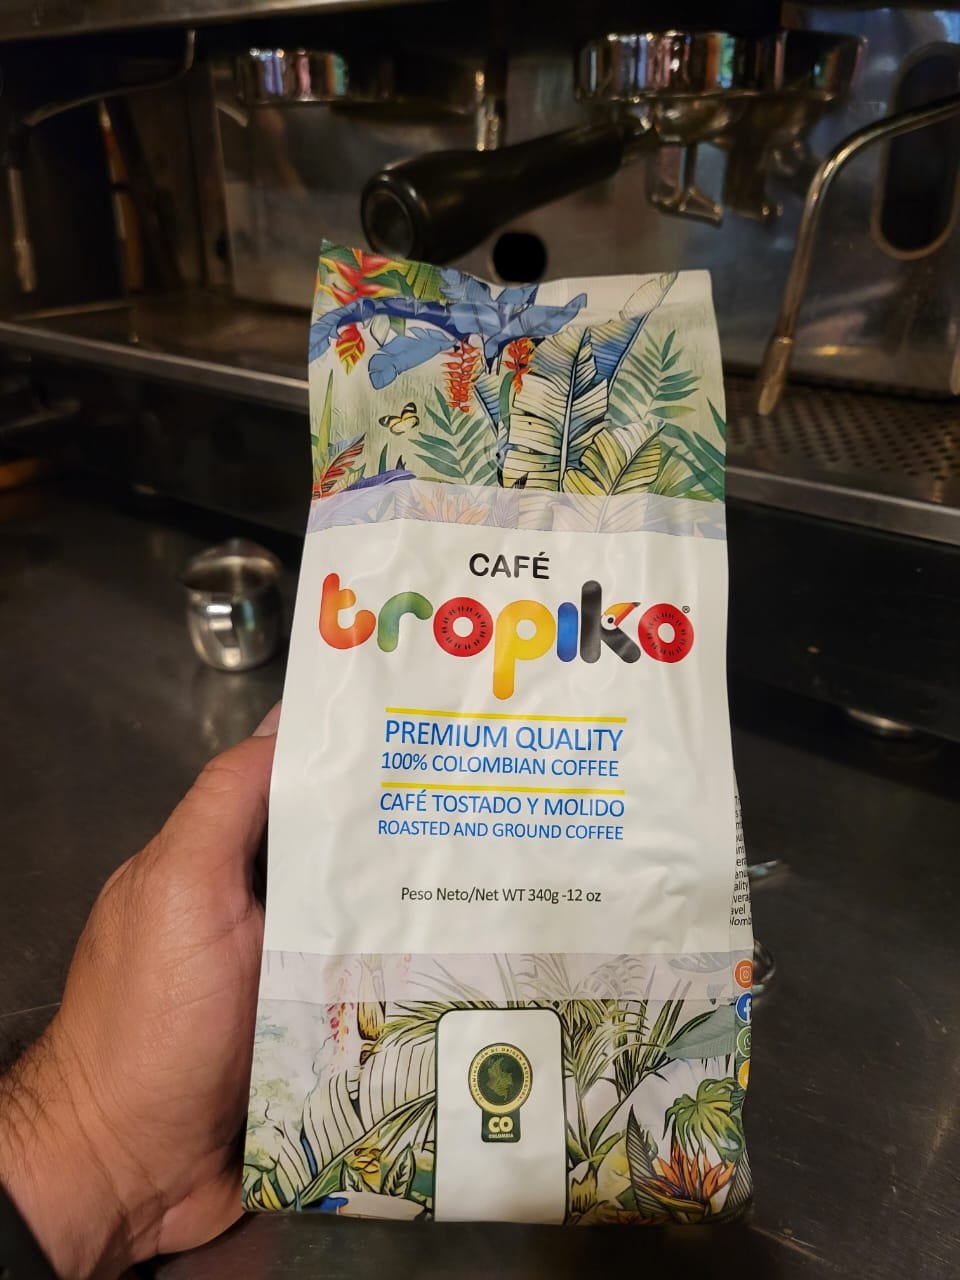 CAFÉ
tropiko®
PREMIUM QUALITY
100% COLOMBIAN COFFEE
CAFÉ TOSTADO Y MOLIDO
ROASTED AND GROUND COFFEE
Peso Neto/Net WT 340g -12 oz
CO
COLOMBIA